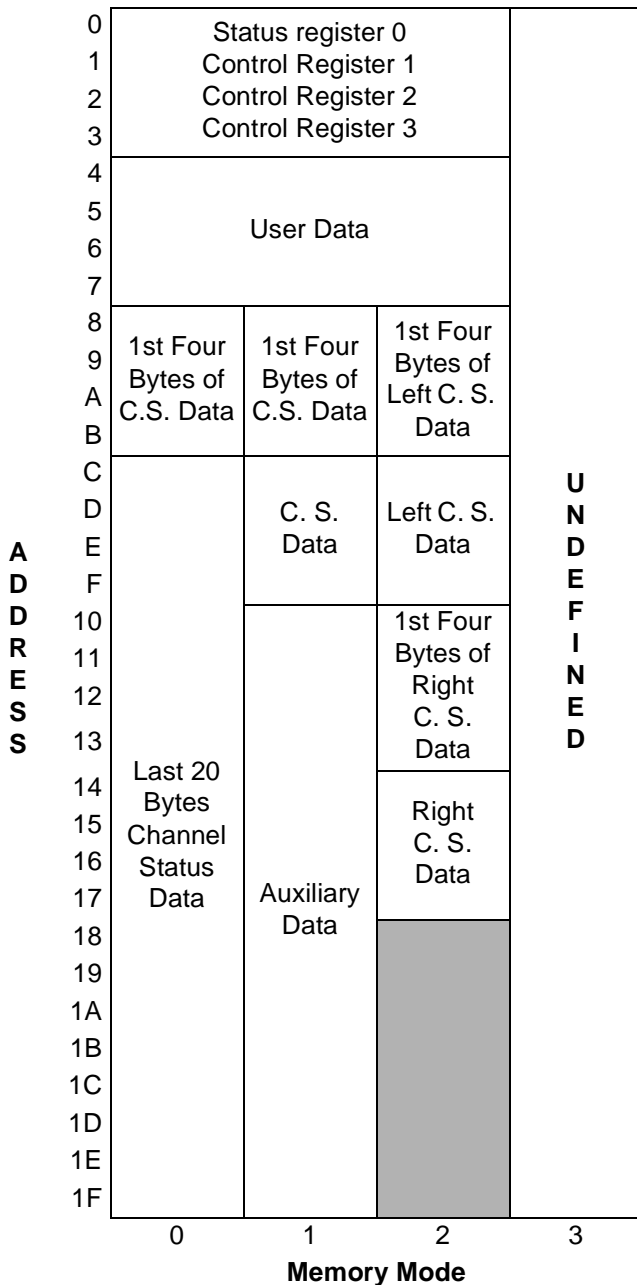 0
1
2
3
4
5
6
7
8
9
A
B
C
D
E
F
10
11
12
13
14
15
16
17
18
19
1A
1B
1C
1D
1E
1F
ADDRESS
Status register 0
Control Register 1
Control Register 2
Control Register 3
User Data
1st Four
Bytes of
C.S. Data
1st Four
Bytes of
C.S. Data
1st Four
Bytes of
Left C. S.
Data
Last 20
Bytes
Channel
Status
Data
C. S.
Data
Left C. S.
Data
Auxiliary
Data
1st Four
Bytes of
Right
C. S.
Data
Right
C. S.
Data
UNDEFINED
0 1 2 3
Memory Mode